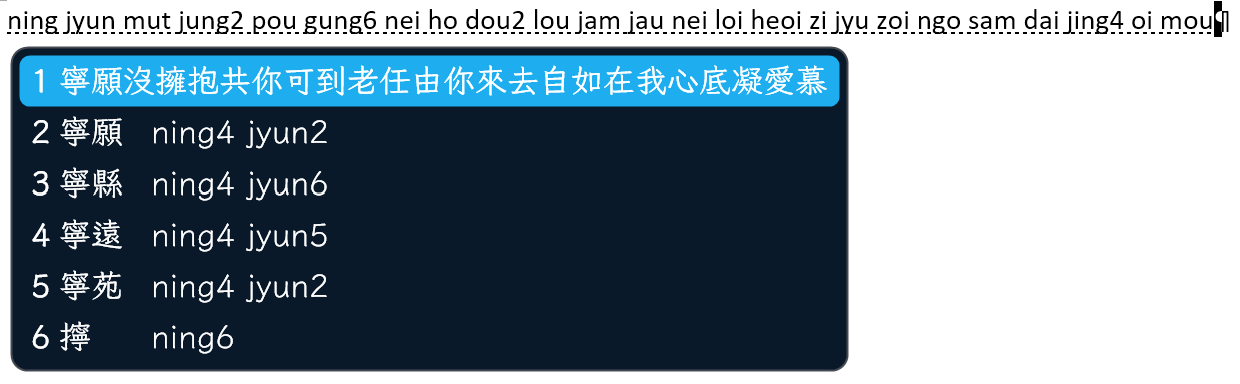 ning jyun mut jung2 pou gung6 nei ho dou2 lou jam jau nei loi heoi zi jyu zoi ngo sam dai jing4 oi mou¶
1 寧願沒擁抱共你可到老任由你來去自如在我心底凝愛慕
2 寧願 ning4 jyun2
3 寧縣 ning4 jyun6
4 寧遠 ning4 jyun5
5 寧苑 ning4 jyun2
6 擰 ning6